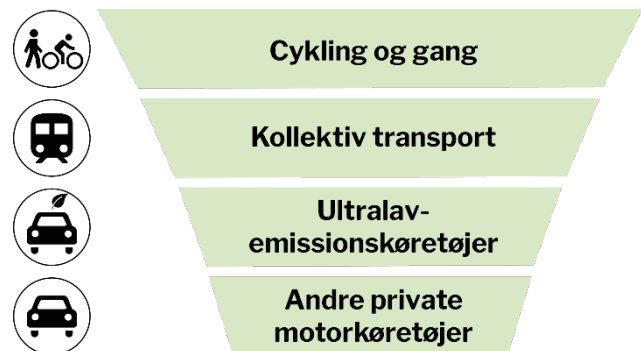 Cykling og gang
Kollektiv transport
Ultralav-
emissionskøretøjer
Andre private
motorkøretøjer